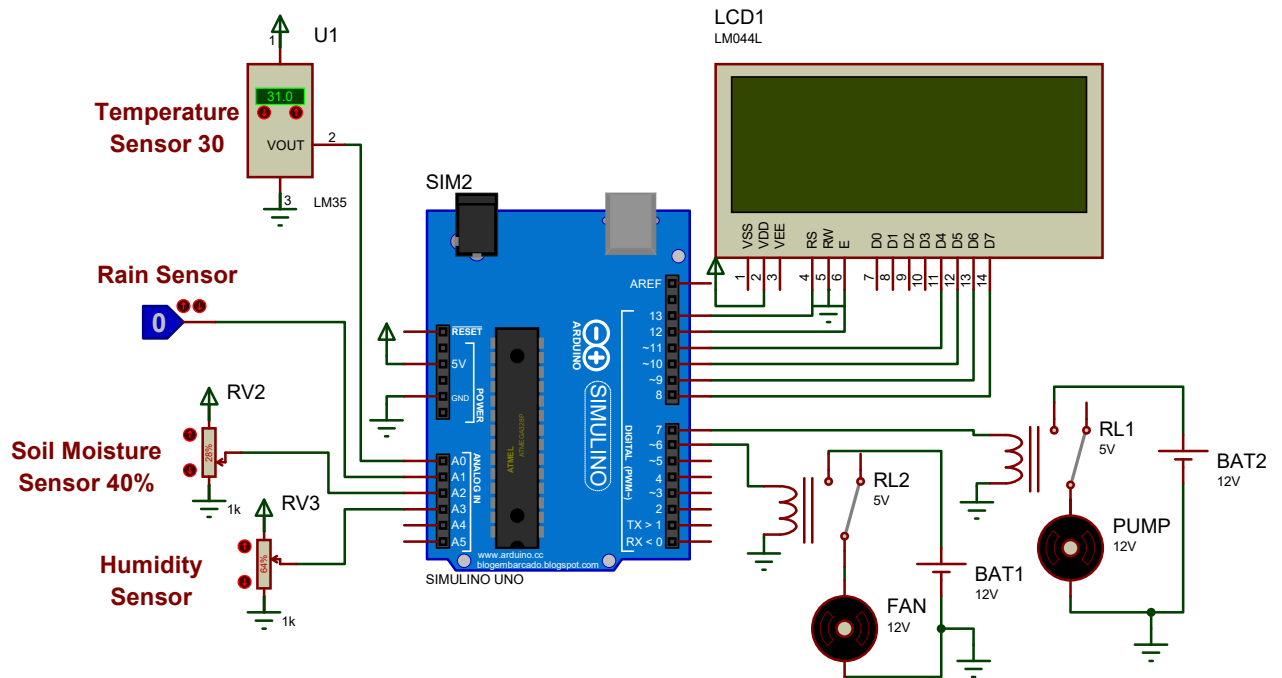 LCD1
LM044L
1
U1
31.0
Temperature
Sensor 30
VOUT
2
3
LM35
SIM2
VSS
VDD
VEE
RS
RW
E
D0
D1
D2
D3
D4
D5
D6
D7
1
2
3
4
5
6
7
8
9
10
11
12
13
14
Rain Sensor
0
AREF
13
12
~11
~10
~9
8
RESET
5V
GND
POWER
ARDUINO
SIMULINO
ATMEL
ATMEGA328P
RV2
28%
1k
Soil Moisture
Sensor 40%
RV3
64%
1k
Humidity
Sensor
A0
A1
A2
A3
A4
A5
ANALOG IN
DIGITAL (PWM~)
7
~6
~5
4
~3
2
TX > 1
RX < 0
www.arduino.cc
blogembarcado.blogspot.com
SIMULINO UNO
RL1
5V
BAT2
12V
RL2
5V
PUMP
12V
BAT1
12V
FAN
12V